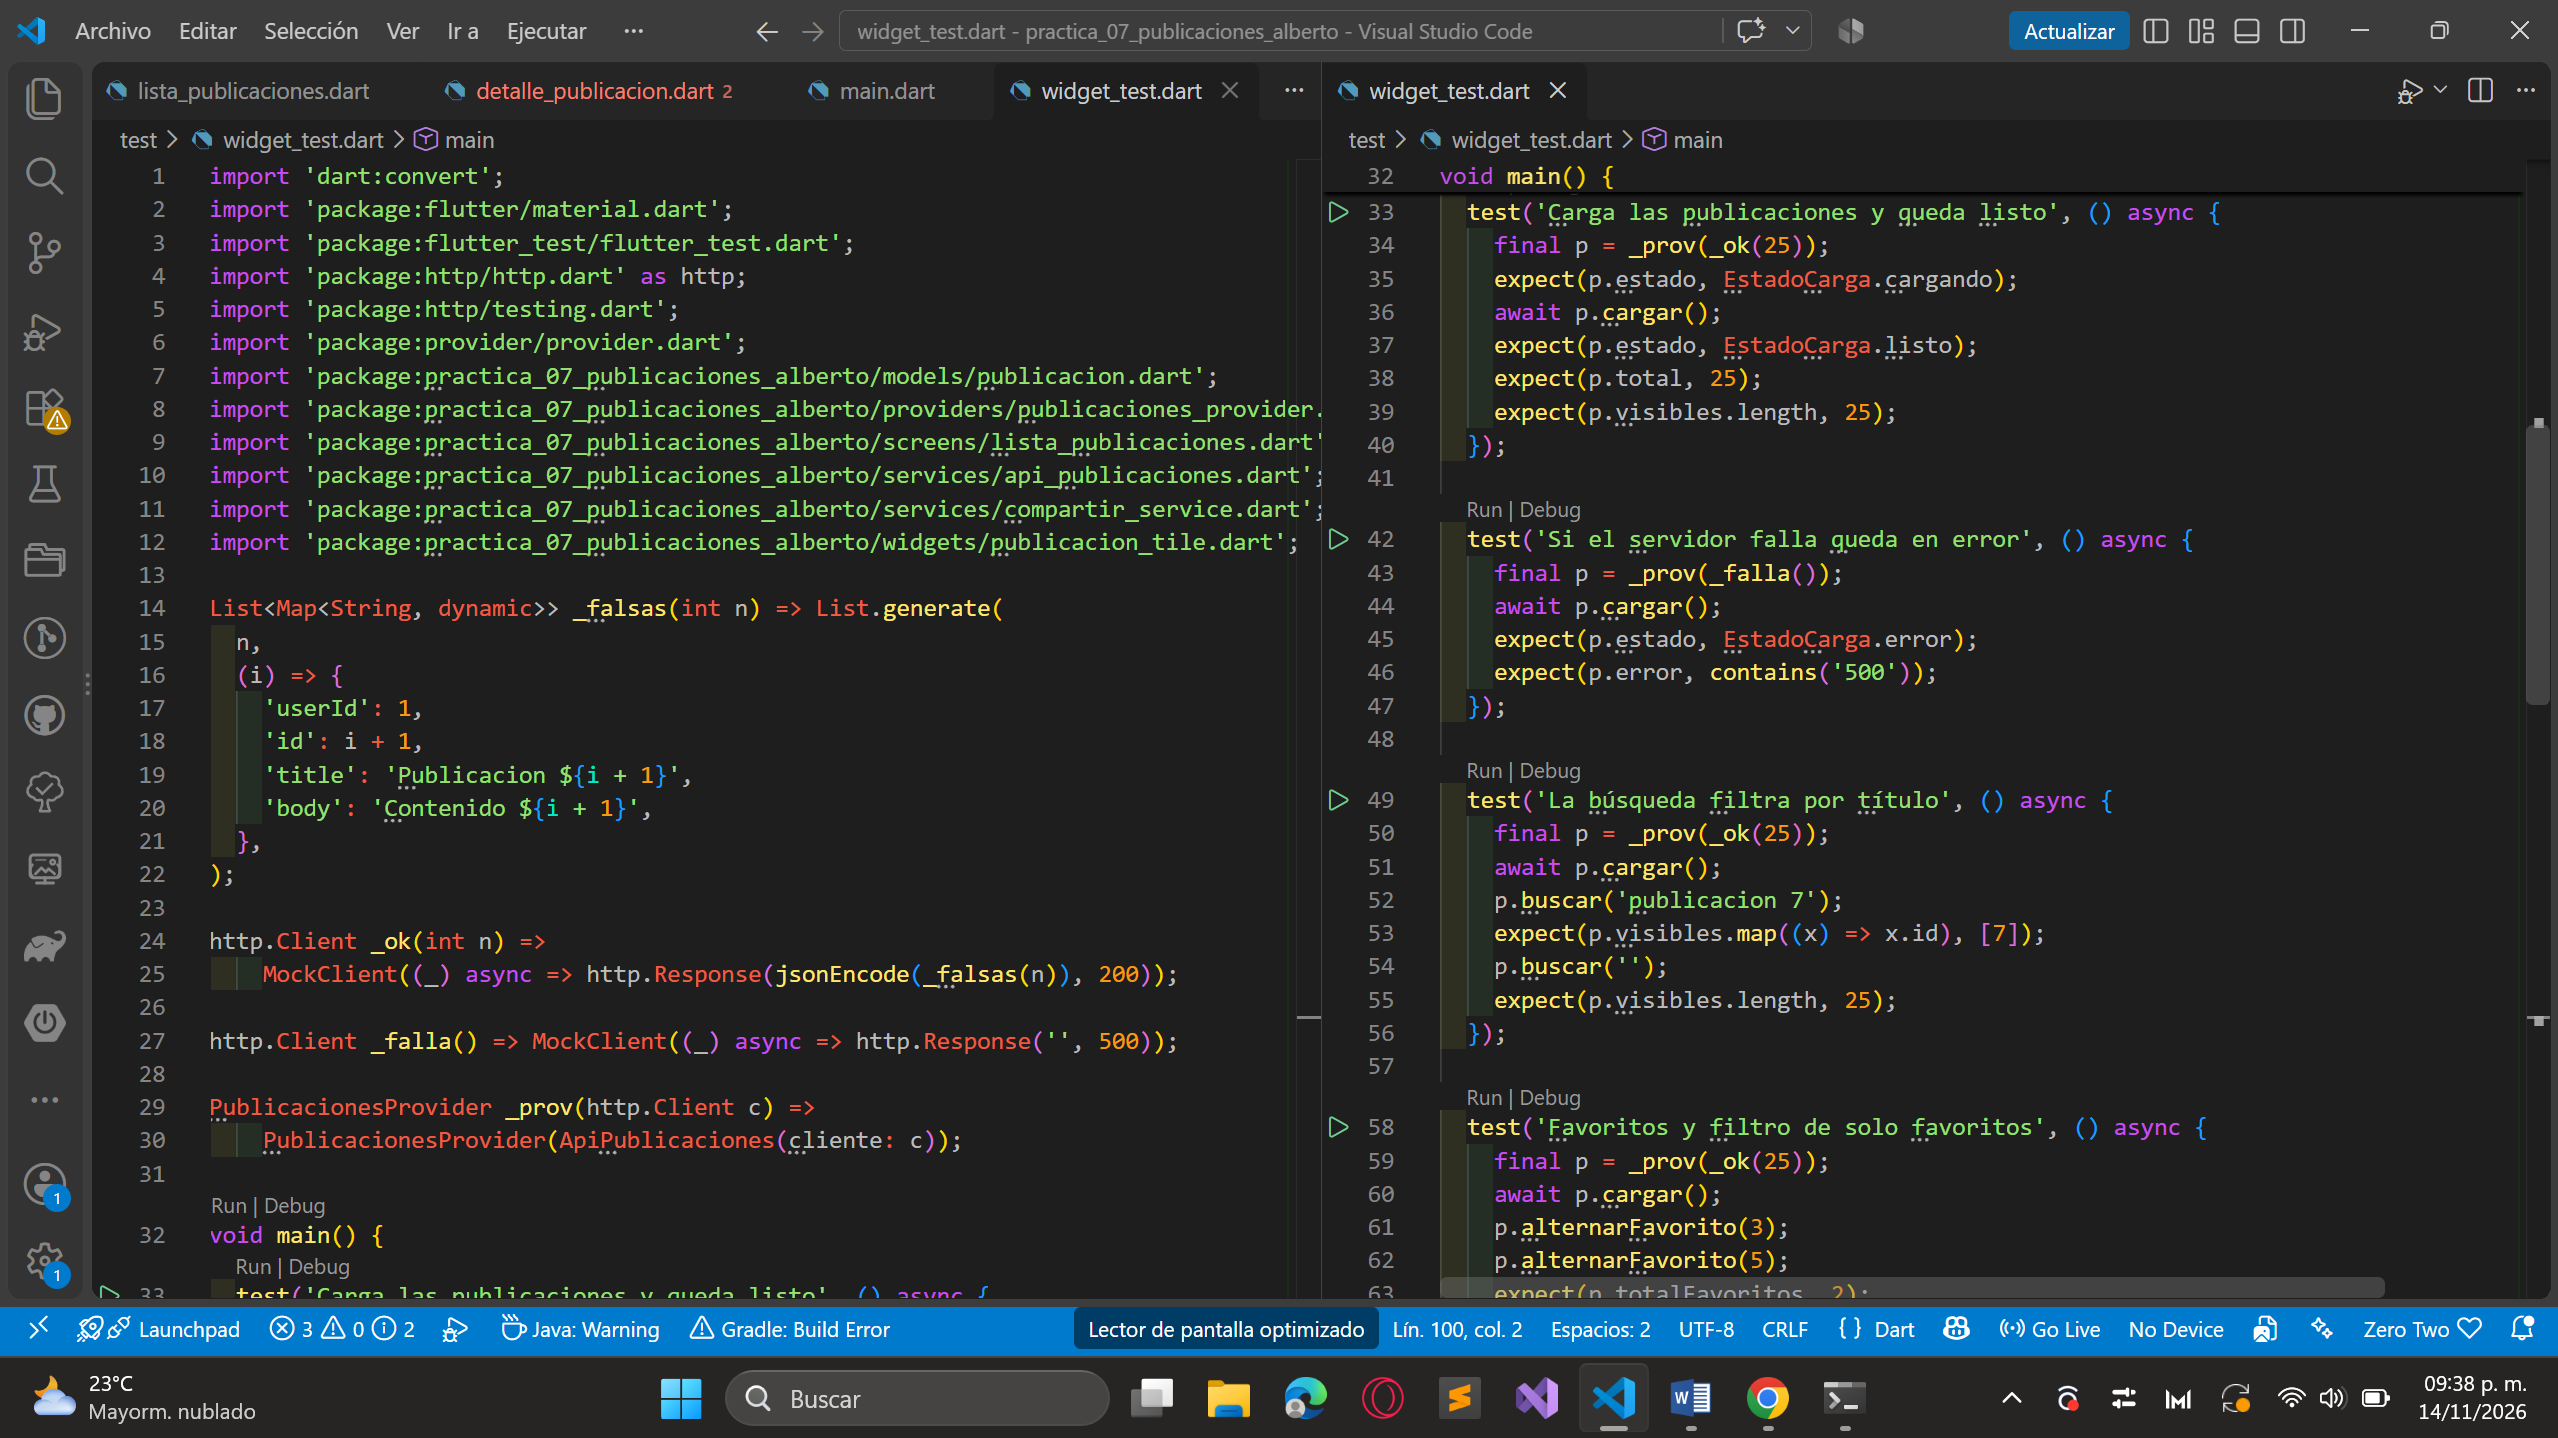 Archivo Editar Selección Ver Ir a Ejecutar ···
widget_test.dart - practica_07_publicaciones_alberto - Visual Studio Code
Actualizar
lista_publicaciones.dart detalle_publicacion.dart 2 main.dart widget_test.dart
test > widget_test.dart > main
1 import 'dart:convert';
2 import 'package:flutter/material.dart';
3 import 'package:flutter_test/flutter_test.dart';
4 import 'package:http/http.dart' as http;
5 import 'package:http/testing.dart';
6 import 'package:provider/provider.dart';
7 import 'package:practica_07_publicaciones_alberto/models/publicacion.dart';
8 import 'package:practica_07_publicaciones_alberto/providers/publicaciones_provider.
9 import 'package:practica_07_publicaciones_alberto/screens/lista_publicaciones.dart'
10 import 'package:practica_07_publicaciones_alberto/services/api_publicaciones.dart';
11 import 'package:practica_07_publicaciones_alberto/services/compartir_service.dart';
12 import 'package:practica_07_publicaciones_alberto/widgets/publicacion_tile.dart';
13
14 List<Map<String, dynamic>> _falsas(int n) => List.generate(
15 n,
16 (i) => {
17 'userId': 1,
18 'id': i + 1,
19 'title': 'Publicacion ${i + 1}',
20 'body': 'Contenido ${i + 1}',
21 },
22 );
23
24 http.Client _ok(int n) =>
25 MockClient((_) async => http.Response(jsonEncode(_falsas(n)), 200));
26
27 http.Client _falla() => MockClient((_) async => http.Response('', 500));
28
29 PublicacionesProvider _prov(http.Client c) =>
30 PublicacionesProvider(ApiPublicaciones(cliente: c));
31
Run | Debug
32 void main() {
Run | Debug
33 test('Carga las publicaciones y queda listo', () async {
widget_test.dart
test > widget_test.dart > main
32 void main() {
33 test('Carga las publicaciones y queda listo', () async {
34 final p = _prov(_ok(25));
35 expect(p.estado, EstadoCarga.cargando);
36 await p.cargar();
37 expect(p.estado, EstadoCarga.listo);
38 expect(p.total, 25);
39 expect(p.visibles.length, 25);
40 });
41
Run | Debug
42 test('Si el servidor falla queda en error', () async {
43 final p = _prov(_falla());
44 await p.cargar();
45 expect(p.estado, EstadoCarga.error);
46 expect(p.error, contains('500'));
47 });
48
Run | Debug
49 test('La búsqueda filtra por título', () async {
50 final p = _prov(_ok(25));
51 await p.cargar();
52 p.buscar('publicacion 7');
53 expect(p.visibles.map((x) => x.id), [7]);
54 p.buscar('');
55 expect(p.visibles.length, 25);
56 });
57
Run | Debug
58 test('Favoritos y filtro de solo favoritos', () async {
59 final p = _prov(_ok(25));
60 await p.cargar();
61 p.alternarFavorito(3);
62 p.alternarFavorito(5);
63 expect(p.totalFavoritos, 2);
1
1
Launchpad 3 0 2 Java: Warning Gradle: Build Error Lector de pantalla optimizado Lín. 100, col. 2 Espacios: 2 UTF-8 CRLF {} Dart Go Live No Device Zero Two
23°C
Mayorm. nublado
Buscar
09:38 p. m.
14/11/2026